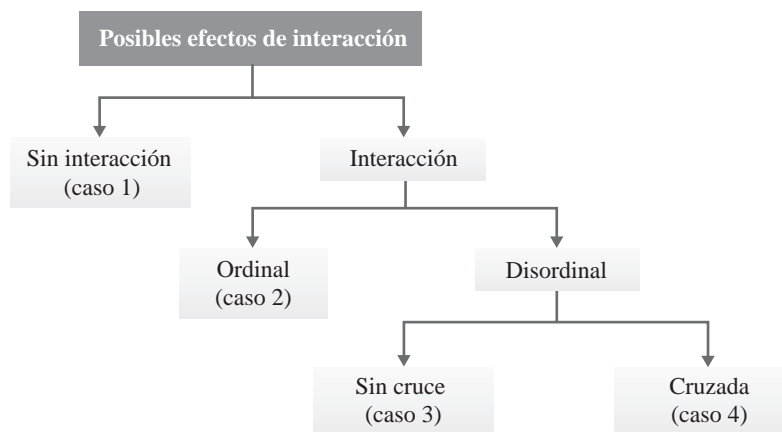 Posibles efectos de interacción
Sin interacción
(caso 1)
Interacción
Ordinal
(caso 2)
Disordinal
Sin cruce
(caso 3)
Cruzada
(caso 4)